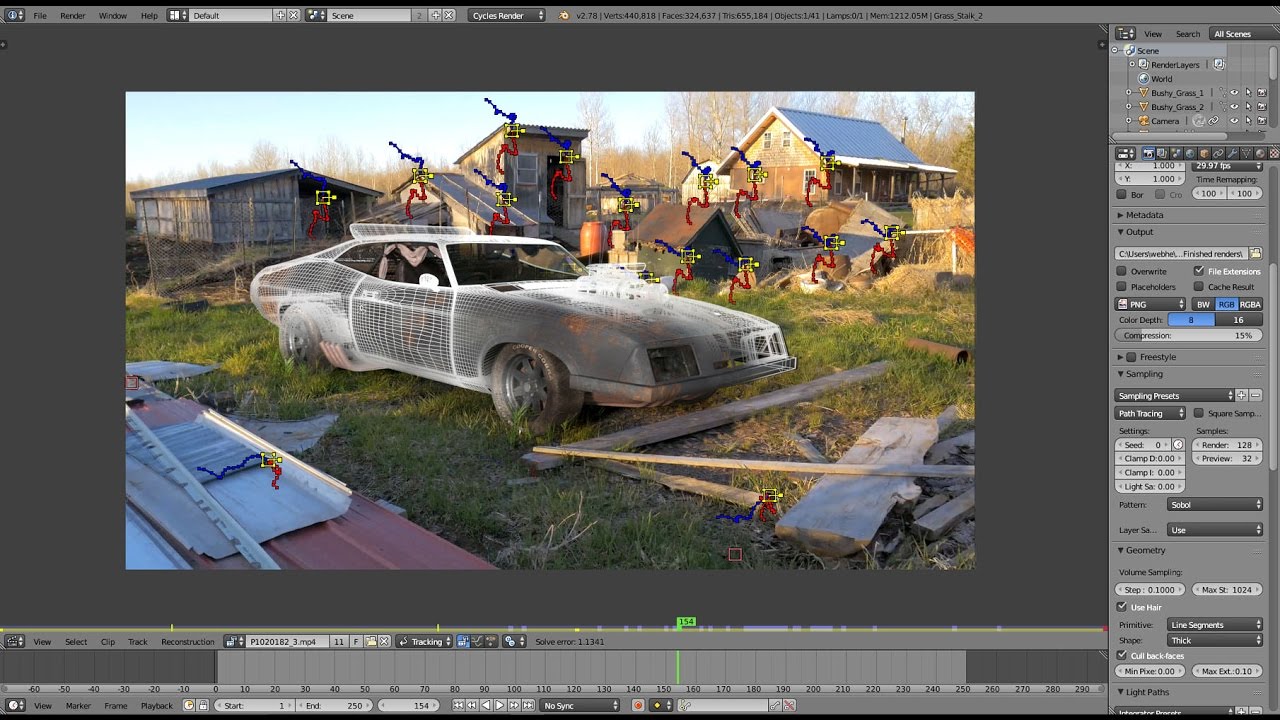 File Render Window Help Default Scene 2 Cycles Render v2.78 | Verts:440,818 | Faces:324,637 | Tris:655,184 | Objects:1/41 | Lamps:0/1 | Mem:1212.05M | Grass_Stalk_2
View Search All Scenes
Scene
RenderLayers
World
Bushy_Grass_1
Bushy_Grass_2
Camera
X: 1.000 29.97 fps
Y: 1.000 Time Remapping:
Bor Cro 100 100
Metadata
Output
C:\Users\webhe\...Finished renders\
Overwrite File Extensions
Placeholders Cache Result
PNG BW RGB RGBA
Color Depth: 8 16
Compression: 15%
Freestyle
Sampling
Sampling Presets
Path Tracing Square Samp...
Settings: Samples:
Seed: 0 Render: 128
Clamp D:0.00 Preview: 32
Clamp I: 0.00
Light Sa: 0.00
Pattern: Sobol
Layer Sa... Use
Geometry
Volume Sampling:
Step : 0.1000 Max St: 1024
Use Hair
Primitive: Line Segments
Shape: Thick
Cull back-faces
Min Pixe: 0.00 Max Ext.:0.10
Light Paths
Integrator Presets
COOPER COBRA
154
View Select Clip Track Reconstruction P1020182_3.mp4 11 F Tracking Solve error: 1.1341
-60 -50 -40 -30 -20 -10 0 10 20 30 40 50 60 70 80 90 100 110 120 130 140 150 160 170 180 190 200 210 220 230 240 250 260 270 280 290
View Marker Frame Playback Start: 1 End: 250 154 No Sync